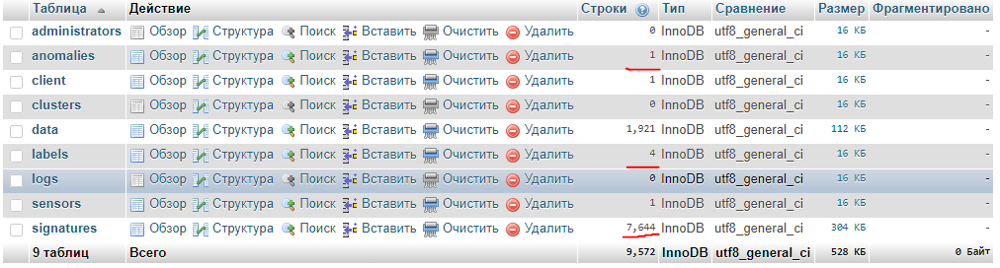 Таблица Действие Строки Тип Сравнение Размер Фрагментировано
administrators Обзор Структура Поиск Вставить Очистить Удалить 0 InnoDB utf8_general_ci 16 КБ -
anomalies Обзор Структура Поиск Вставить Очистить Удалить 1 InnoDB utf8_general_ci 16 КБ -
client Обзор Структура Поиск Вставить Очистить Удалить 1 InnoDB utf8_general_ci 16 КБ -
clusters Обзор Структура Поиск Вставить Очистить Удалить 0 InnoDB utf8_general_ci 16 КБ -
data Обзор Структура Поиск Вставить Очистить Удалить 1,921 InnoDB utf8_general_ci 112 КБ -
labels Обзор Структура Поиск Вставить Очистить Удалить 4 InnoDB utf8_general_ci 16 КБ -
logs Обзор Структура Поиск Вставить Очистить Удалить 0 InnoDB utf8_general_ci 16 КБ -
sensors Обзор Структура Поиск Вставить Очистить Удалить 1 InnoDB utf8_general_ci 16 КБ -
signatures Обзор Структура Поиск Вставить Очистить Удалить 7,644 InnoDB utf8_general_ci 304 КБ -
9 таблиц Всего 9,572 InnoDB utf8_general_ci 528 КБ 0 Байт